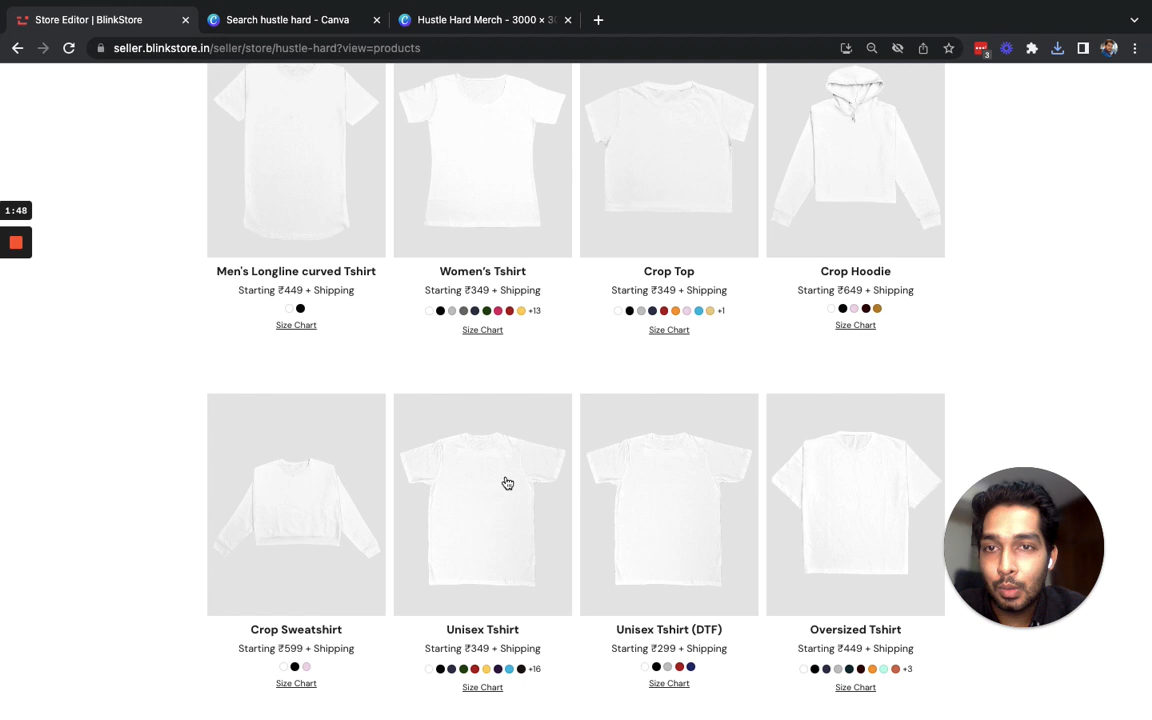 Store Editor | BlinkStore
Search hustle hard - Canva
Hustle Hard Merch - 3000 × 3
seller.blinkstore.in/seller/store/hustle-hard?view=products
3
1:48
Men's Longline curved Tshirt
Starting ₹449 + Shipping
Size Chart
Women's Tshirt
Starting ₹349 + Shipping
+13
Size Chart
Crop Top
Starting ₹349 + Shipping
+1
Size Chart
Crop Hoodie
Starting ₹649 + Shipping
Size Chart
Crop Sweatshirt
Starting ₹599 + Shipping
Size Chart
Unisex Tshirt
Starting ₹349 + Shipping
+16
Size Chart
Unisex Tshirt (DTF)
Starting ₹299 + Shipping
Size Chart
Oversized Tshirt
Starting ₹449 + Shipping
+3
Size Chart